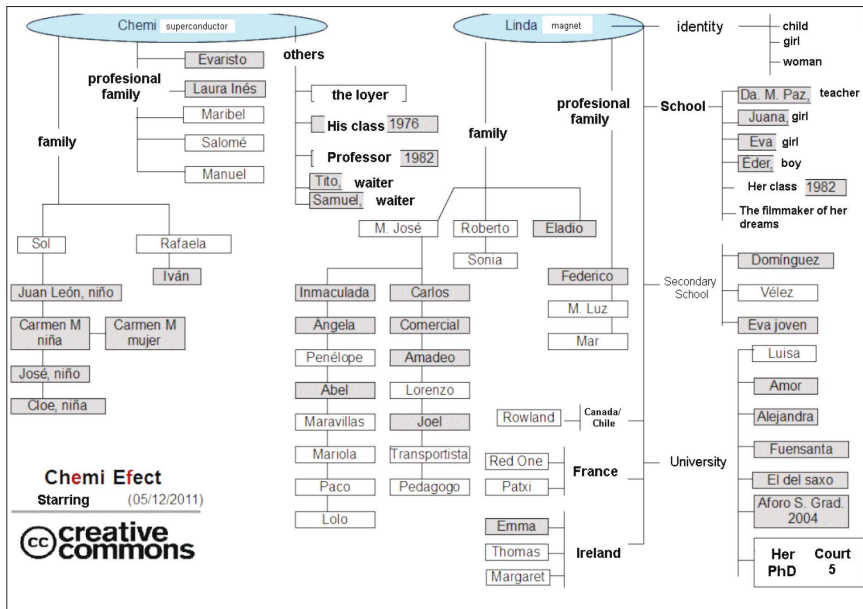 Chemi superconductor
Linda magnet
identity
child
girl
woman
others
Evaristo
profesional
family
Laura Inés
Maribel
Salomé
Manuel
family
the loyer
His class 1976
Professor 1982
Tito, waiter
Samuel, waiter
Sol
Rafaela
Iván
Juan León, niño
Carmen M
niña
Carmen M
mujer
José, niño
Cloe, niña
family
profesional
family
M. José
Roberto
Eladio
Sonia
Inmaculada
Angela
Penélope
Abel
Maravillas
Mariola
Paco
Lolo
Carlos
Comercial
Amadeo
Lorenzo
Joel
Transportista
Pedagogo
Federico
M. Luz
Mar
School
Da. M. Paz, teacher
Juana, girl
Eva girl
Éder, boy
Her class 1982
The filmmaker of her
dreams
Secondary
School
Domínguez
Vélez
Eva joven
University
Luisa
Amor
Alejandra
Fuensanta
El del saxo
Aforo S. Grad.
2004
Her Court
PhD 5
Rowland
Canada/
Chile
Red One
Patxi
France
Emma
Thomas
Margaret
Ireland
Chemi Efect
Starring (05/12/2011)
cc creative
commons